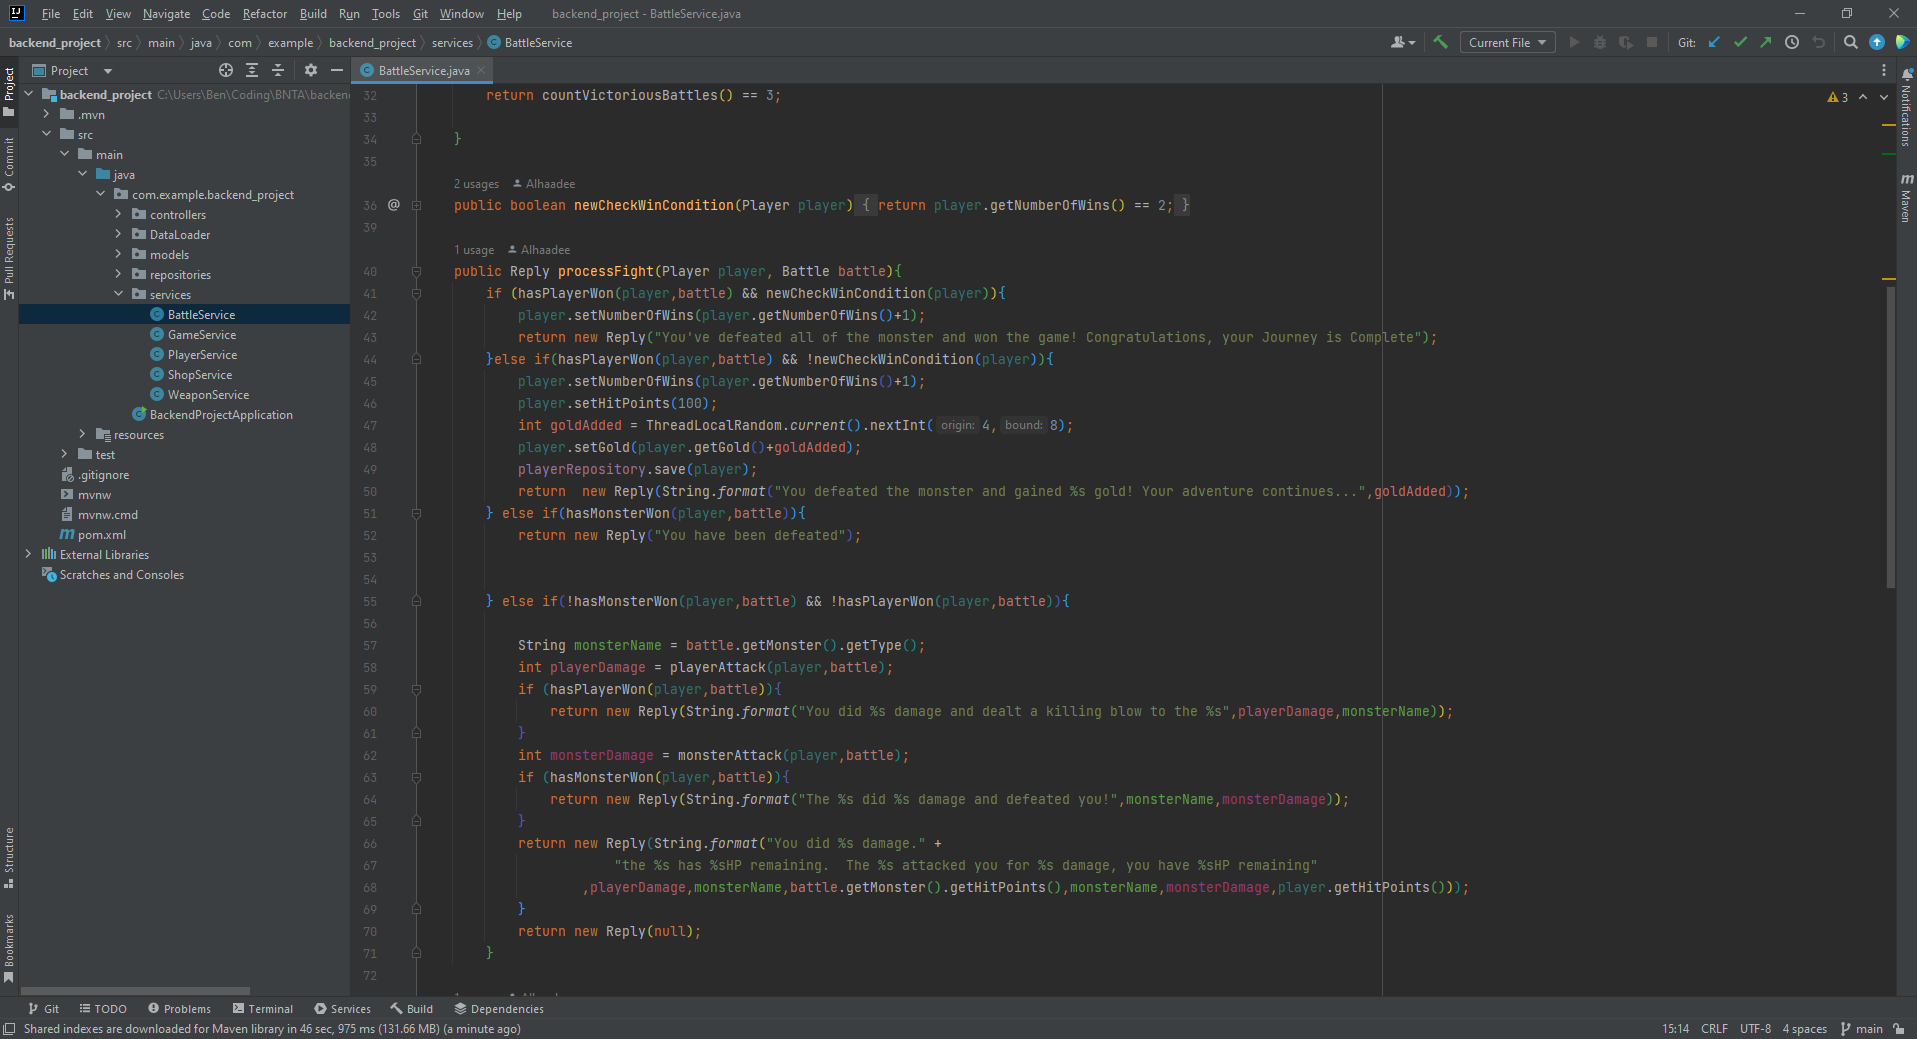 File Edit View Navigate Code Refactor Build Run Tools Git Window Help backend_project - BattleService.java
backend_project src main java com example backend_project services BattleService
Current File Git:
Project
BattleService.java
backend_project C:\Users\Ben\Coding\BNTA\backen
.mvn
src
main
java
com.example.backend_project
controllers
DataLoader
models
repositories
services
BattleService
GameService
PlayerService
ShopService
WeaponService
BackendProjectApplication
resources
test
.gitignore
mvnw
mvnw.cmd
pom.xml
External Libraries
Scratches and Consoles
Project
Commit
Pull Requests
Structure
Bookmarks
3
Notifications
Maven
32 return countVictoriousBattles() == 3;
33
34 }
35
2 usages Alhaadee
36 @ public boolean newCheckWinCondition(Player player) { return player.getNumberOfWins() == 2; }
39
1 usage Alhaadee
40 public Reply processFight(Player player, Battle battle){
41 if (hasPlayerWon(player,battle) && newCheckWinCondition(player)){
42 player.setNumberOfWins(player.getNumberOfWins()+1);
43 return new Reply("You've defeated all of the monster and won the game! Congratulations, your Journey is Complete");
44 }else if(hasPlayerWon(player,battle) && !newCheckWinCondition(player)){
45 player.setNumberOfWins(player.getNumberOfWins()+1);
46 player.setHitPoints(100);
47 int goldAdded = ThreadLocalRandom.current().nextInt( origin: 4, bound: 8);
48 player.setGold(player.getGold()+goldAdded);
49 playerRepository.save(player);
50 return  new Reply(String.format("You defeated the monster and gained %s gold! Your adventure continues...",goldAdded));
51 } else if(hasMonsterWon(player,battle)){
52 return new Reply("You have been defeated");
53
54
55 } else if(!hasMonsterWon(player,battle) && !hasPlayerWon(player,battle)){
56
57 String monsterName = battle.getMonster().getType();
58 int playerDamage = playerAttack(player,battle);
59 if (hasPlayerWon(player,battle)){
60 return new Reply(String.format("You did %s damage and dealt a killing blow to the %s",playerDamage,monsterName));
61 }
62 int monsterDamage = monsterAttack(player,battle);
63 if (hasMonsterWon(player,battle)){
64 return new Reply(String.format("The %s did %s damage and defeated you!",monsterName,monsterDamage));
65 }
66 return new Reply(String.format("You did %s damage." +
67 "the %s has %sHP remaining.  The %s attacked you for %s damage, you have %sHP remaining"
68 ,playerDamage,monsterName,battle.getMonster().getHitPoints(),monsterName,monsterDamage,player.getHitPoints()));
69 }
70 return new Reply(null);
71 }
72
Git TODO Problems Terminal Services Build Dependencies
Shared indexes are downloaded for Maven library in 46 sec, 975 ms (131.66 MB) (a minute ago) 15:14 CRLF UTF-8 4 spaces main